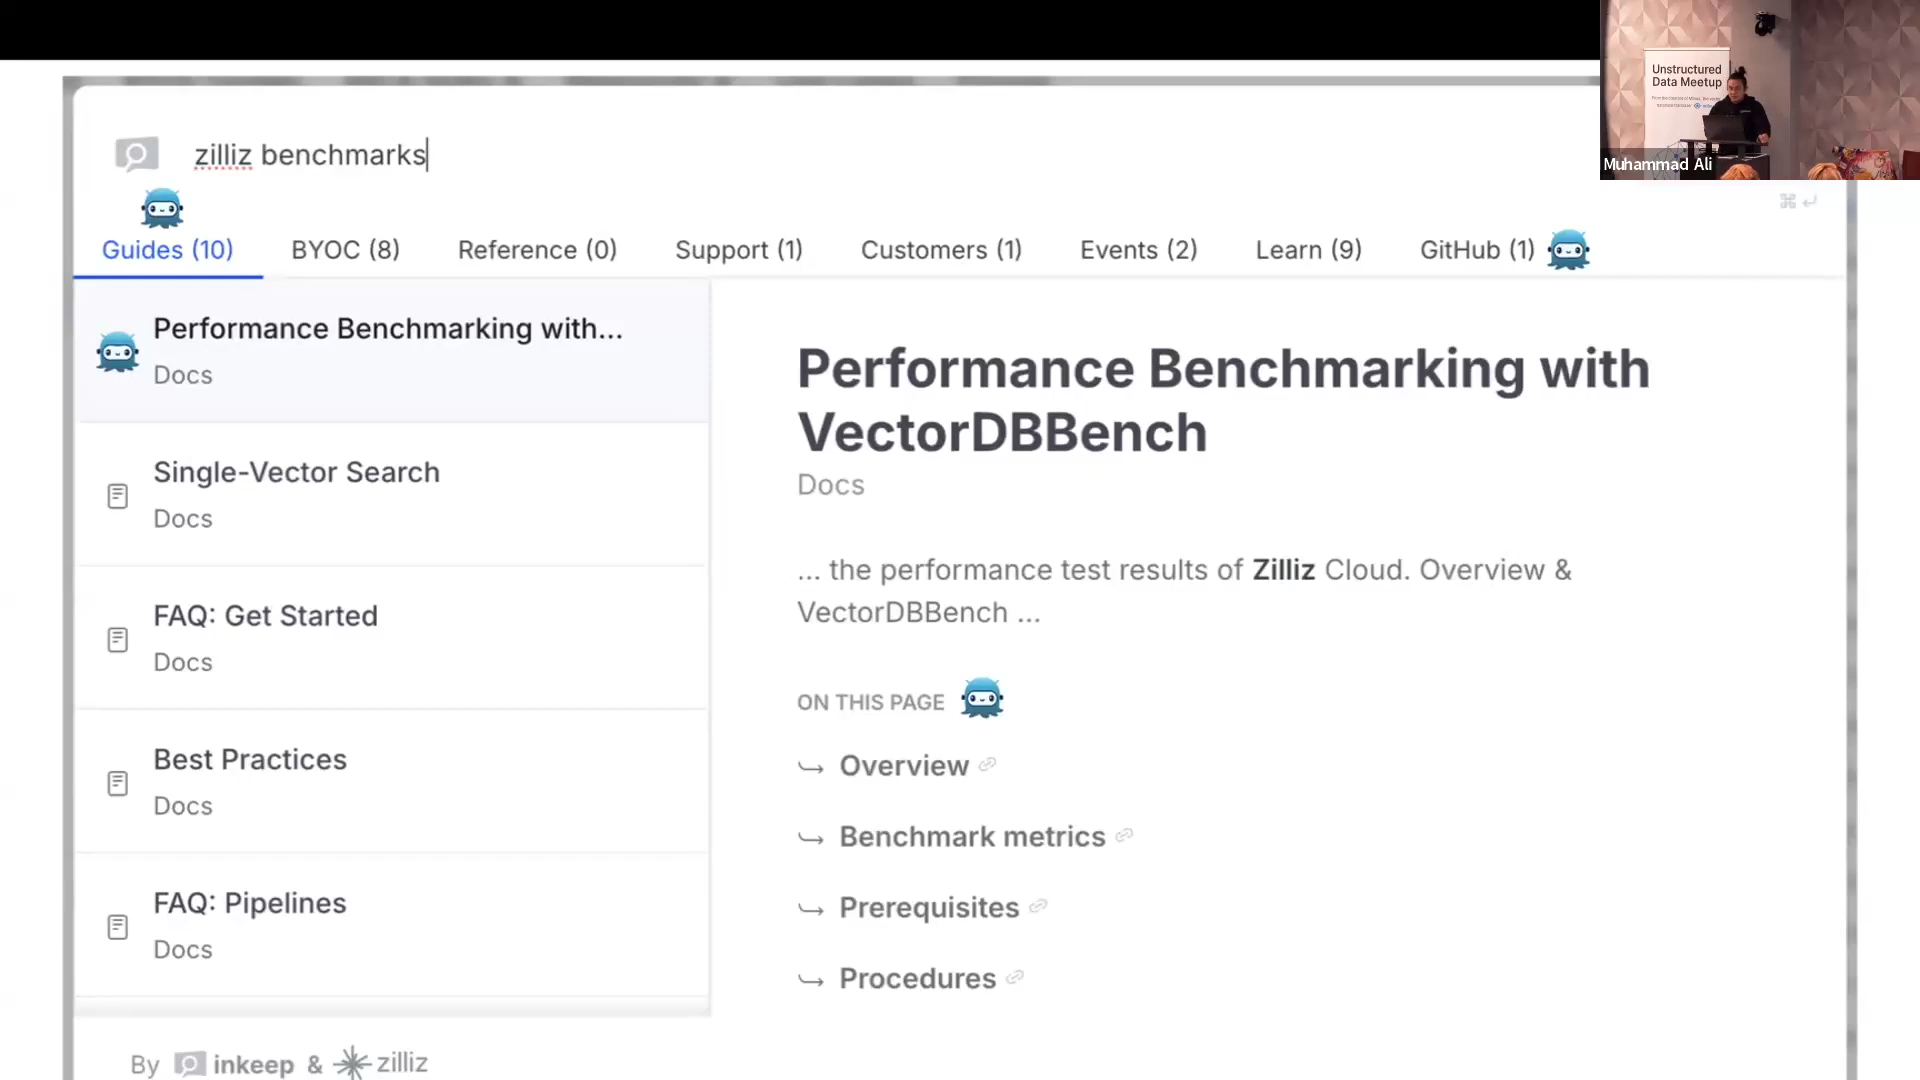 zilliz benchmarks
Unstructured
Data Meetup
Muhammad Ali
⌘ ↵
Guides (10)
BYOC (8)
Reference (0)
Support (1)
Customers (1)
Events (2)
Learn (9)
GitHub (1)
Performance Benchmarking with...
Docs
Single-Vector Search
Docs
FAQ: Get Started
Docs
Best Practices
Docs
FAQ: Pipelines
Docs
Performance Benchmarking with
VectorDBBench
Docs
... the performance test results of Zilliz Cloud. Overview &
VectorDBBench ...
ON THIS PAGE
Overview
Benchmark metrics
Prerequisites
Procedures
By inkeep & zilliz